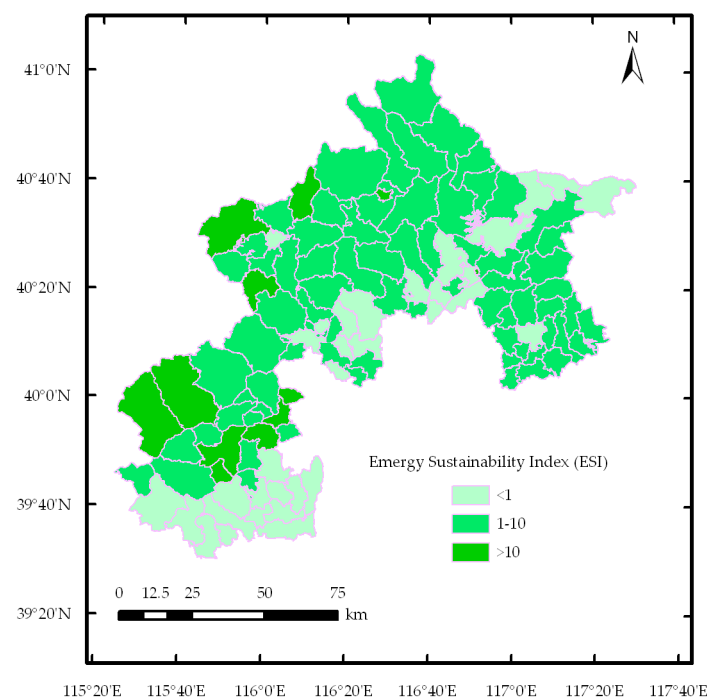 N
41°0'N
40°40'N
40°20'N
40°0'N
39°40'N
39°20'N
Emergy Sustainability Index (ESI)
<1
1-10
>10
0 12.5 25 50 75
km
115°20'E 115°40'E 116°0'E 116°20'E 116°40'E 117°0'E 117°20'E 117°40'E